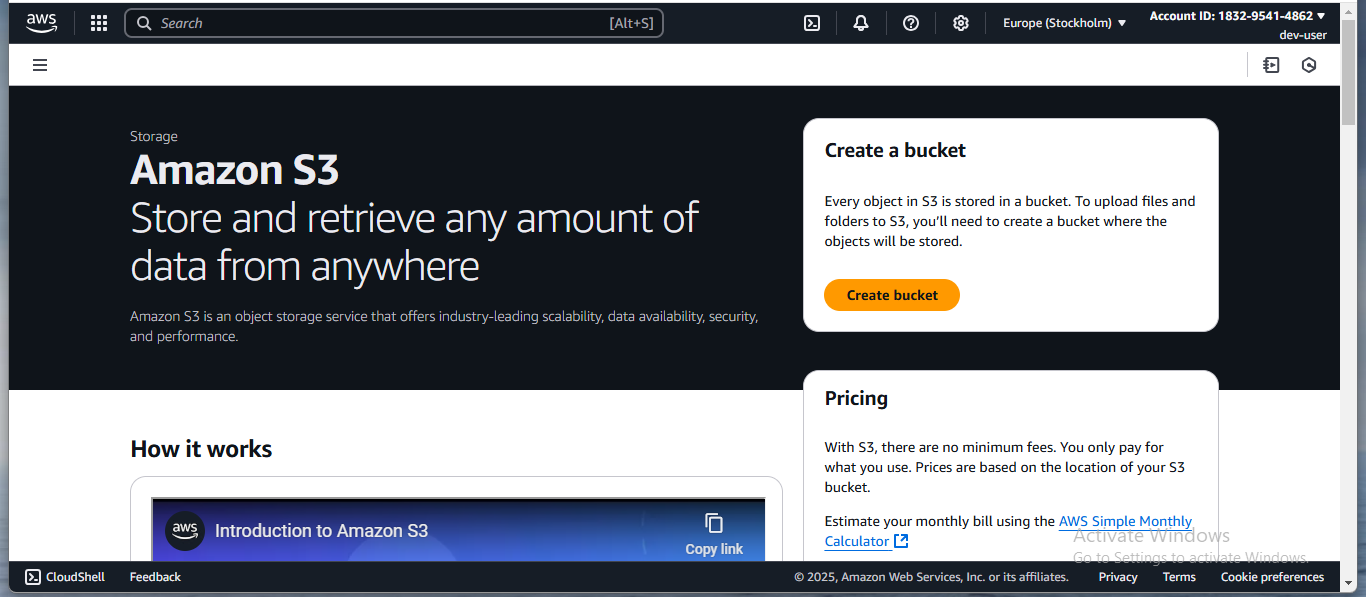 aws
Search
[Alt+S]
Europe (Stockholm)
Account ID: 1832-9541-4862
dev-user
Storage
Amazon S3
Store and retrieve any amount of
data from anywhere
Amazon S3 is an object storage service that offers industry-leading scalability, data availability, security,
and performance.
Create a bucket
Every object in S3 is stored in a bucket. To upload files and
folders to S3, you'll need to create a bucket where the
objects will be stored.
Create bucket
Pricing
With S3, there are no minimum fees. You only pay for
what you use. Prices are based on the location of your S3
bucket.
Estimate your monthly bill using the AWS Simple Monthly
Calculator
How it works
aws
Introduction to Amazon S3
Copy link
Activate Windows
Go to Settings to activate Windows.
CloudShell
Feedback
© 2025, Amazon Web Services, Inc. or its affiliates.
Privacy
Terms
Cookie preferences